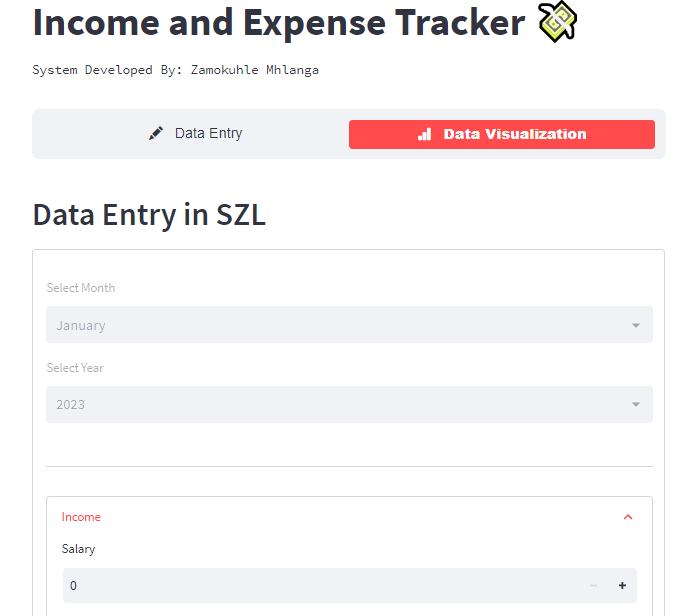 Income and Expense Tracker
System Developed By: Zamokuhle Mhlanga
Data Entry
Data Visualization
Data Entry in SZL
Select Month
January
Select Year
2023
Income
Salary
0